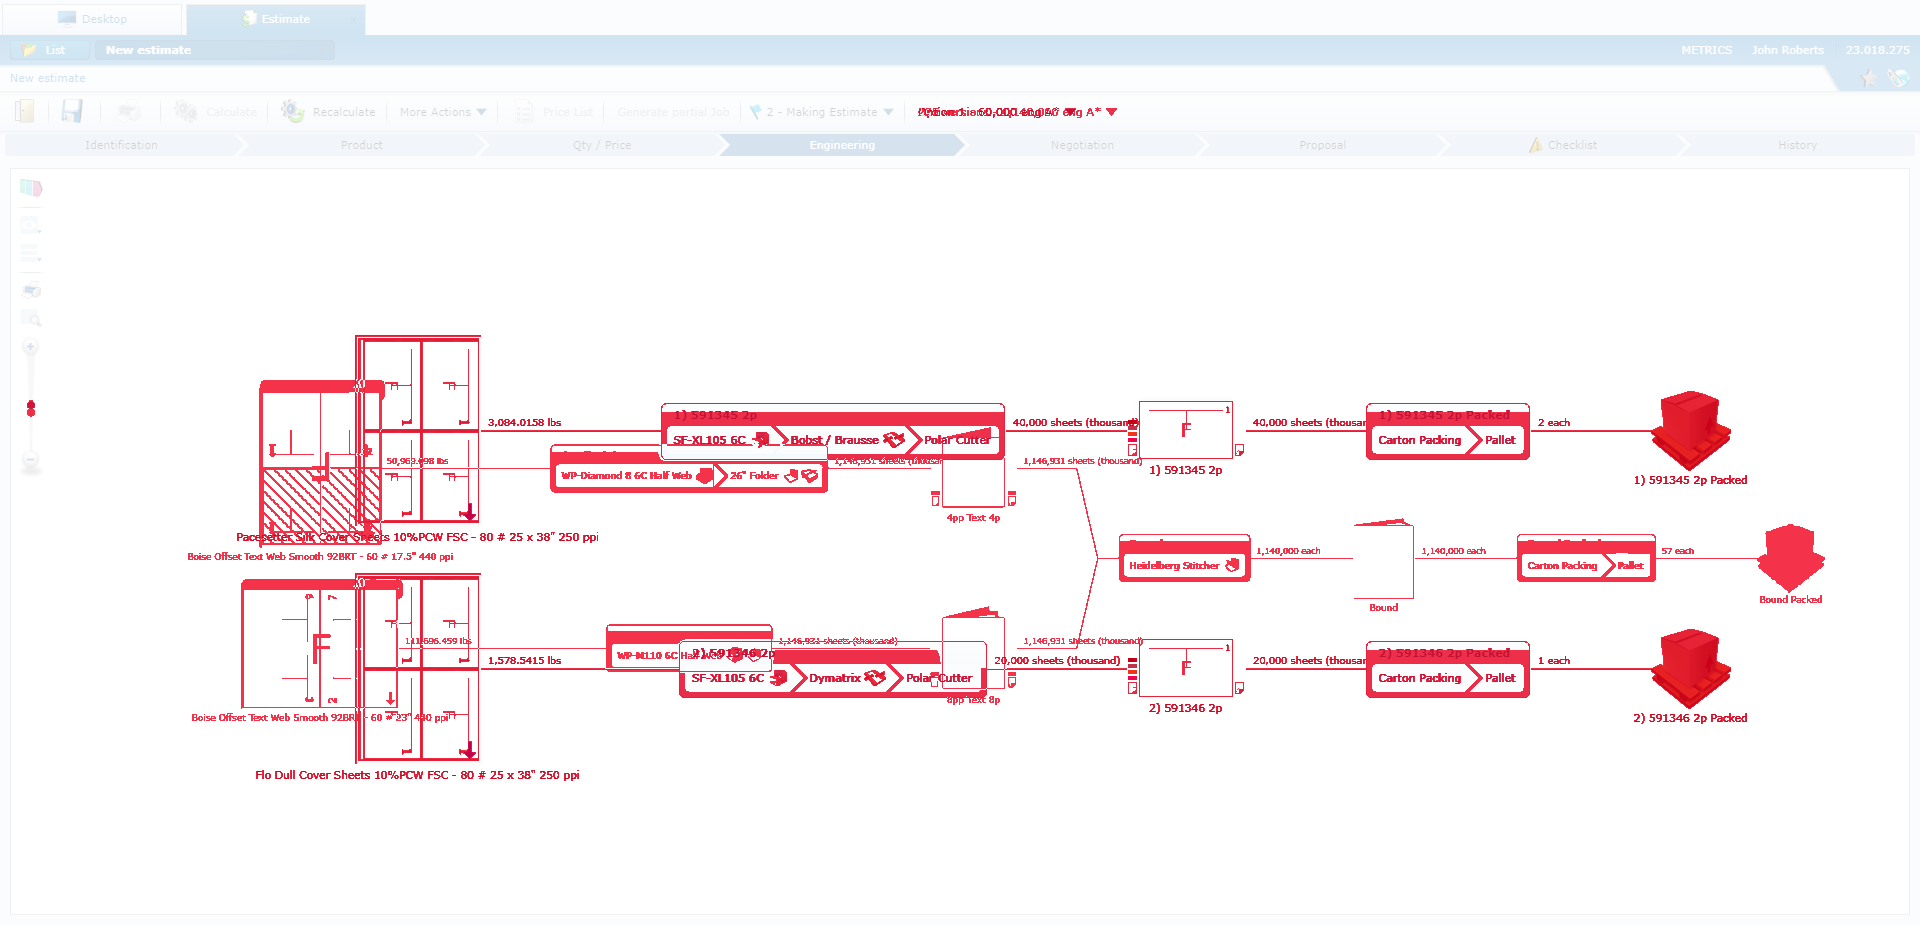 Desktop
Estimate
List
New estimate
METRICS
John Roberts
23.018.275
New estimate
Calculate
Recalculate
More Actions
Price List
Generate partial Job
2 - Making Estimate
Identification
Product
Qty / Price
Engineering
Negotiation
Proposal
Checklist
History
3,084.0158 lbs
1) 591345 2p
SF-XL105 6C
Bobst / Brausse
Polar Cutter
40,000 sheets (thousand)
F
1
40,000 sheets (thousand
1) 591345 2p Packed
Carton Packing
Pallet
2 each
50,963.098 lbs
WP-Diamond 8 6C Half Web
26" Folder
1,146,931 sheets (thousand
1,146,931 sheets (thousand)
1) 591345 2p
1) 591345 2p Packed
4pp Text 4p
Pacesetter Silk Cover Sheets 10%PCW FSC - 80 # 25 x 38" 250 ppi
Boise Offset Text Web Smooth 92BRT - 60 # 17.5" 440 ppi
Heidelberg Stitcher
1,140,000 each
1,140,000 each
Carton Packing
Pallet
57 each
Bound
Bound Packed
F
111,696.459 lbs
WP-M110 6C Half Web
1,146,931 sheets (thousand)
1,146,931 sheets (thousand)
1,578.5415 lbs
2) 591346 2p
SF-XL105 6C
Dymatrix
Polar Cutter
20,000 sheets (thousand)
F
1
20,000 sheets (thousand
2) 591346 2p Packed
Carton Packing
Pallet
1 each
8pp Text 8p
2) 591346 2p
2) 591346 2p Packed
Boise Offset Text Web Smooth 92BRT - 60 # 23" 440 ppi
Flo Dull Cover Sheets 10%PCW FSC - 80 # 25 x 38" 250 ppi